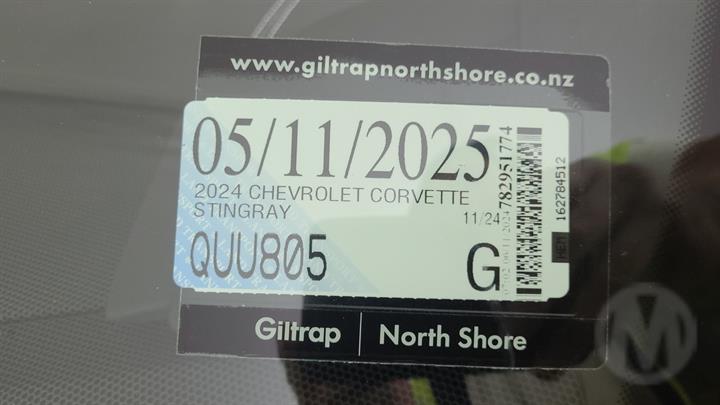 www.giltrapnorthshore.co.nz
05/11/2025
2024 CHEVROLET CORVETTE
STINGRAY
11/24
QUU805
G
782951774
162784512
Giltrap | North Shore
M